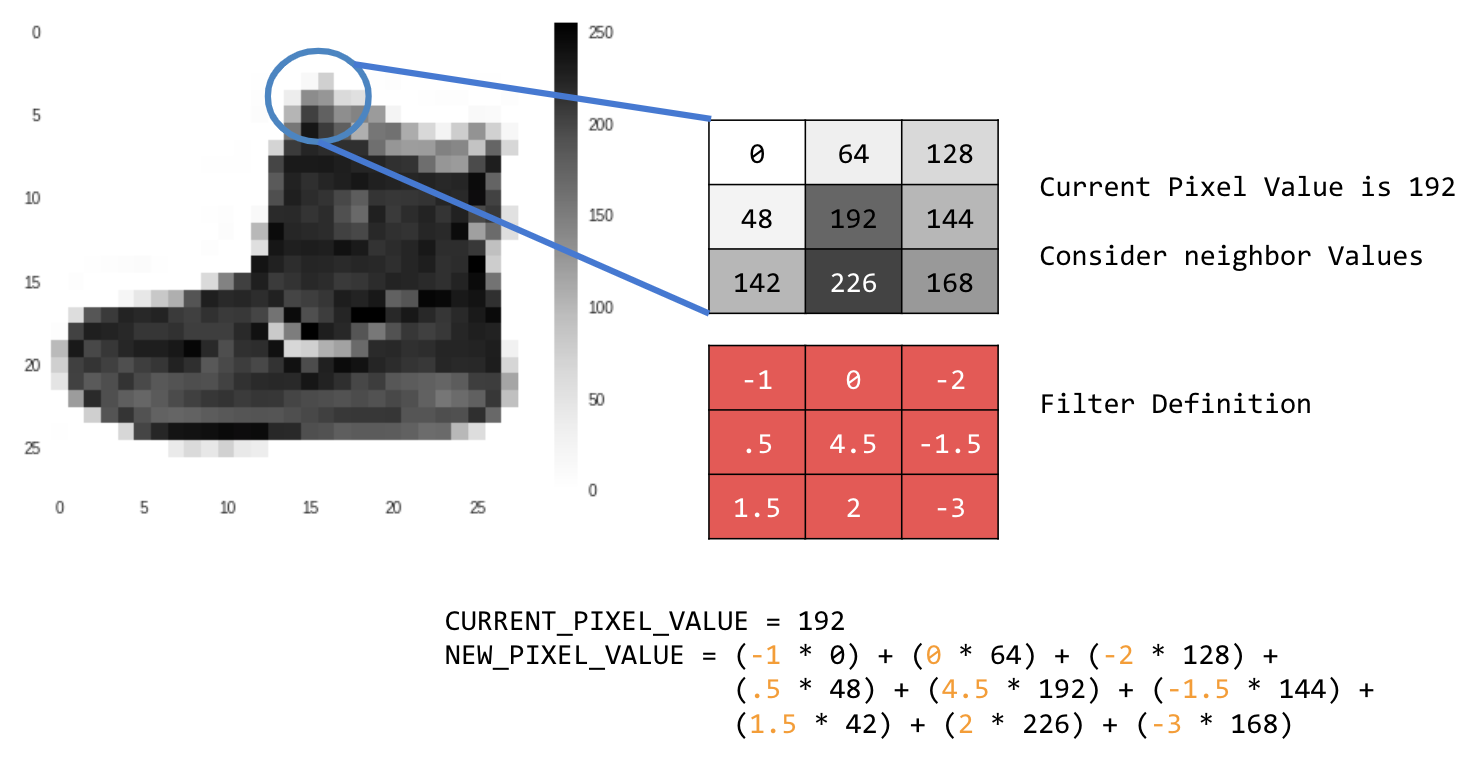 0
5
10
15
20
25
0 5 10 15 20 25
250
200
150
100
50
0
0 64 128
48 192 144
142 226 168
Current Pixel Value is 192
Consider neighbor Values
-1 0 -2
.5 4.5 -1.5
1.5 2 -3
Filter Definition
CURRENT_PIXEL_VALUE = 192
NEW_PIXEL_VALUE = (-1 * 0) + (0 * 64) + (-2 * 128) +
(.5 * 48) + (4.5 * 192) + (-1.5 * 144) +
(1.5 * 42) + (2 * 226) + (-3 * 168)